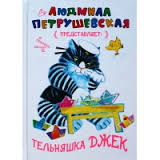 ЛЮДМИЛА
ПЕТРУШЕВСКАЯ
{ ПРЕДСТАВЛЯЕТ: }
ТЕЛЬНЯШКА ДЖЕК